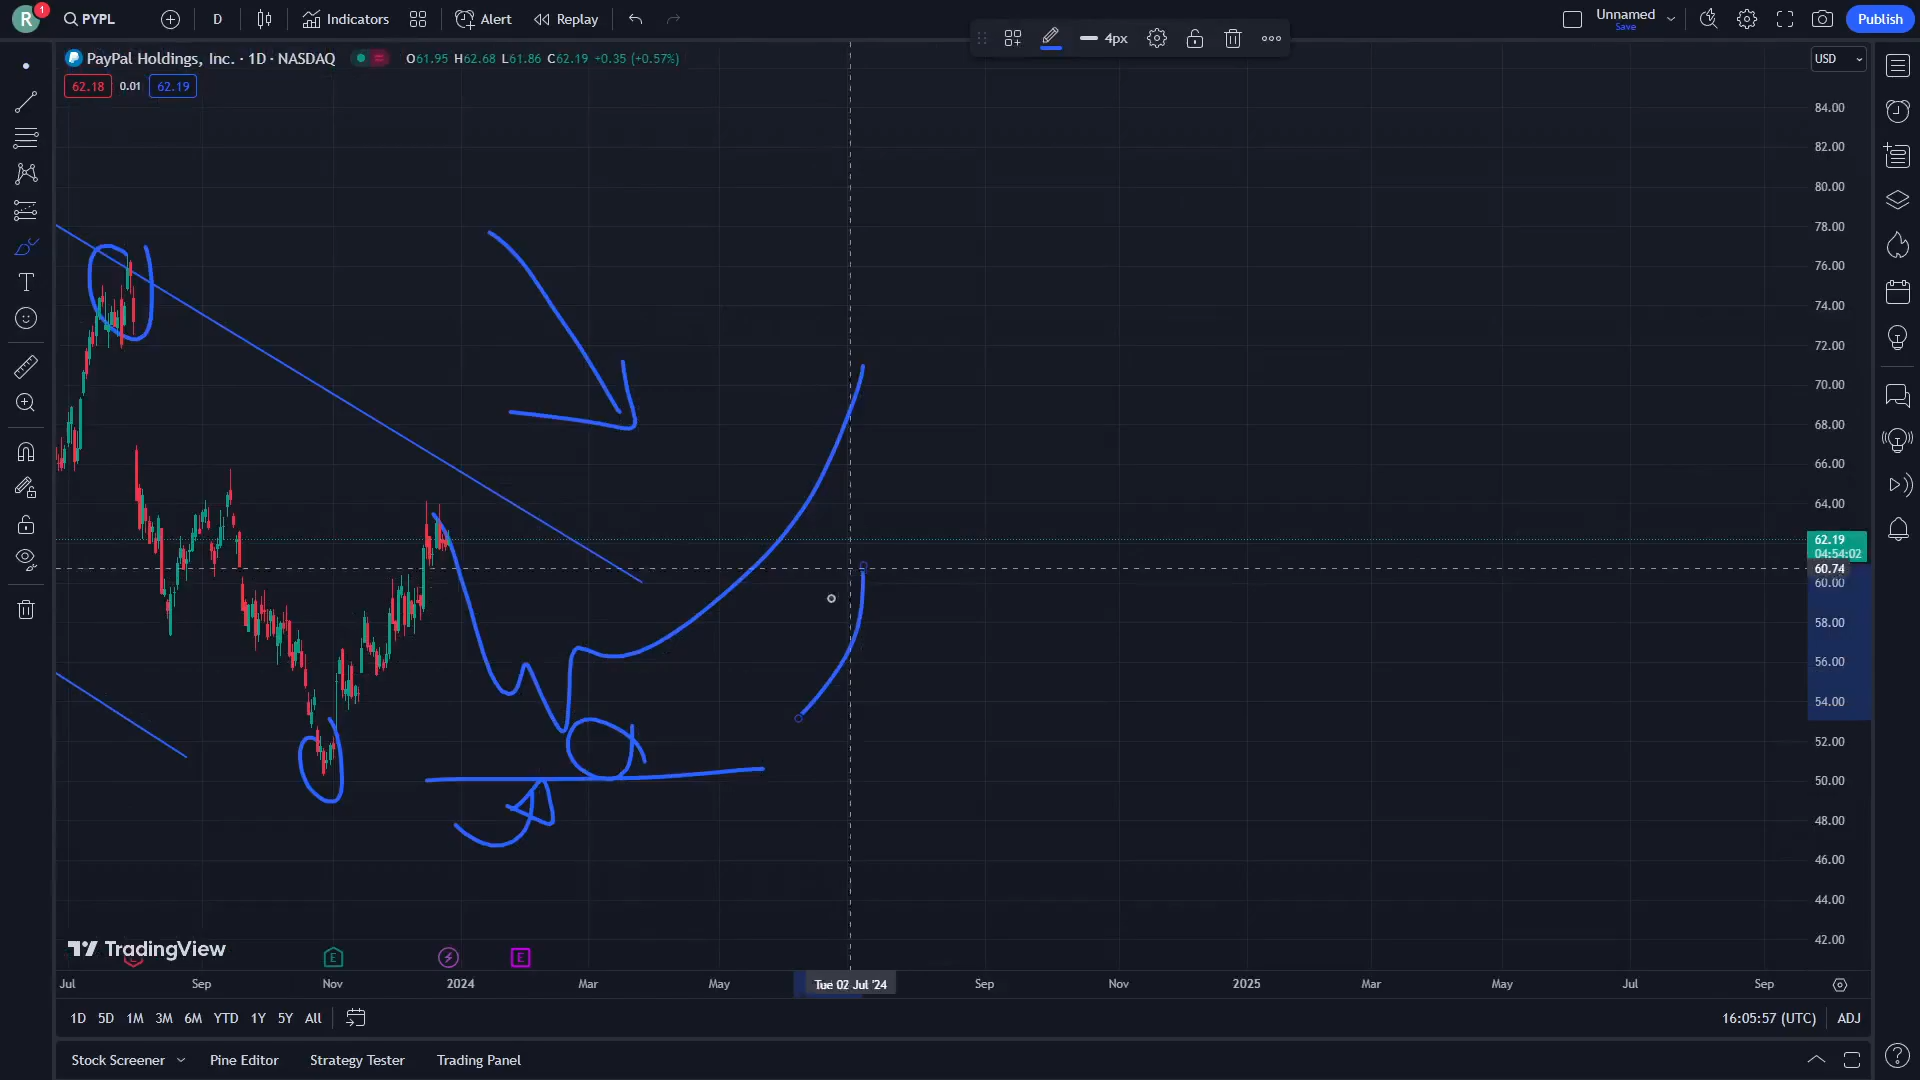 R 1 PYPL D Indicators Alert Replay Unnamed Save Publish
4px
PayPal Holdings, Inc. · 1D · NASDAQ O61.95 H62.68 L61.86 C62.19 +0.35 (+0.57%) USD
62.18 0.01 62.19
84.00
82.00
80.00
78.00
76.00
74.00
72.00
70.00
68.00
66.00
64.00
62.19
04:54:02
60.74
60.00
58.00
56.00
54.00
52.00
50.00
48.00
46.00
44.00
42.00
TradingView
E E
Jul Sep Nov 2024 Mar May Tue 02 Jul '24 Sep Nov 2025 Mar May Jul Sep
1D 5D 1M 3M 6M YTD 1Y 5Y All 16:05:57 (UTC) ADJ
Stock Screener Pine Editor Strategy Tester Trading Panel